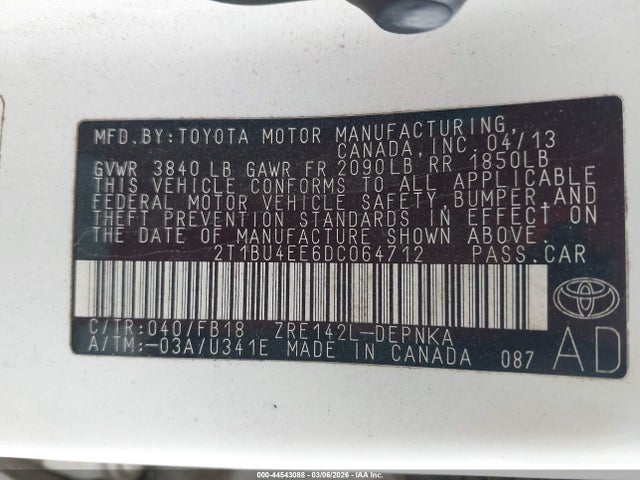 MFD.BY:TOYOTA MOTOR MANUFACTURING,
CANADA,INC. 04/13
GVWR 3840 LB GAWR FR 2090LB RR 1850LB
THIS VEHICLE CONFORMS TO ALL APPLICABLE
FEDERAL MOTOR VEHICLE SAFETY,BUMPER,AND
THEFT PREVENTION STANDARDS IN EFFECT ON
THE DATE OF MANUFACTURE SHOWN ABOVE.
2T1BU4EE6DC064712 PASS.CAR
C/TR:040/FB18 ZRE142L-DEPNKA
A/TM:-03A/U341E MADE IN CANADA 087
AD
000-44543088 - 03/06/2026 - IAA Inc.